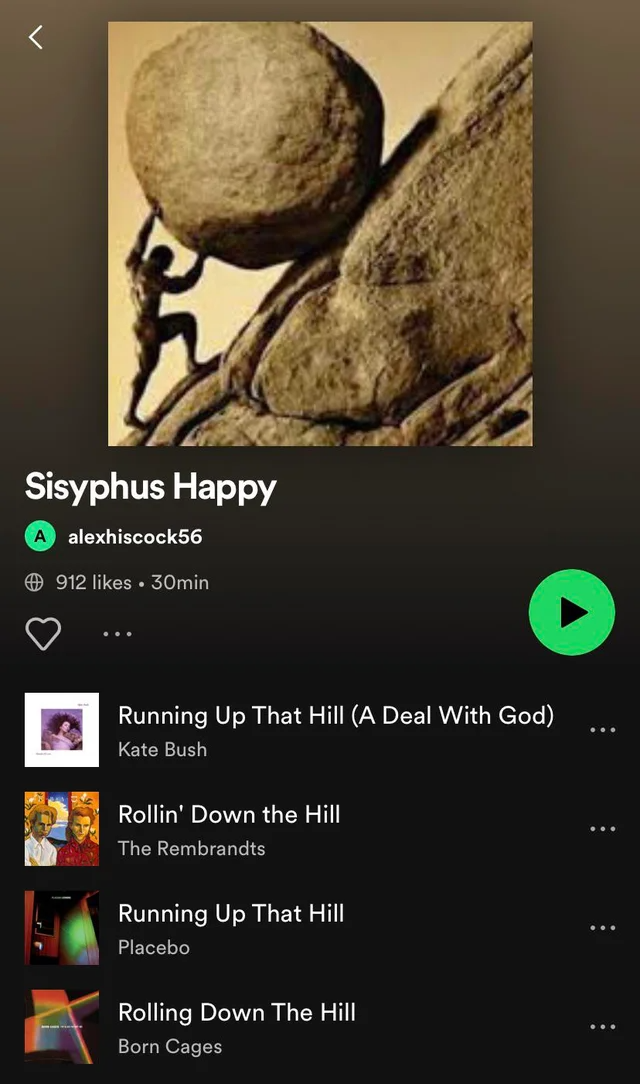 Sisyphus Happy
A alexhiscock56
912 likes • 30min
Running Up That Hill (A Deal With God)
Kate Bush
Rollin' Down the Hill
The Rembrandts
Running Up That Hill
Placebo
Rolling Down The Hill
Born Cages